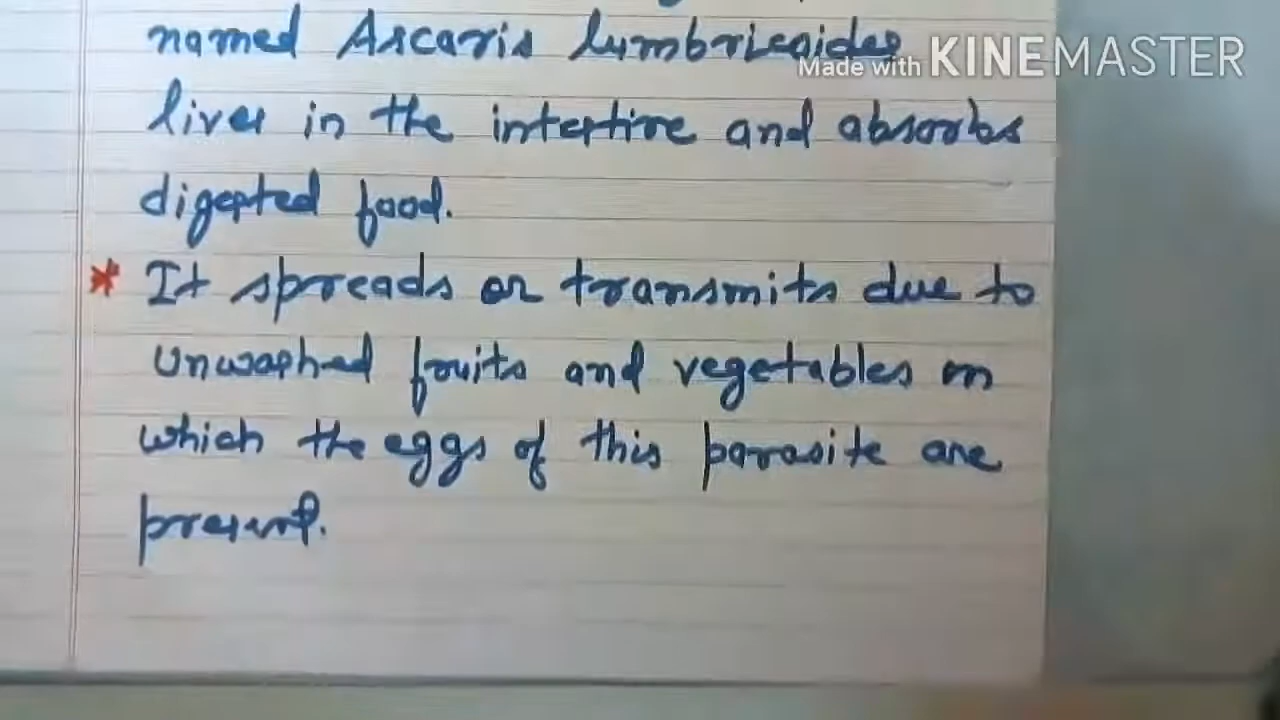 named Ascaris lumbricoides
Made with KINEMASTER
lives in the intestine and absorbs
digested food.
* It spreads or transmits due to
unwashed fruits and vegetables on
which the eggs of this parasite are
present.